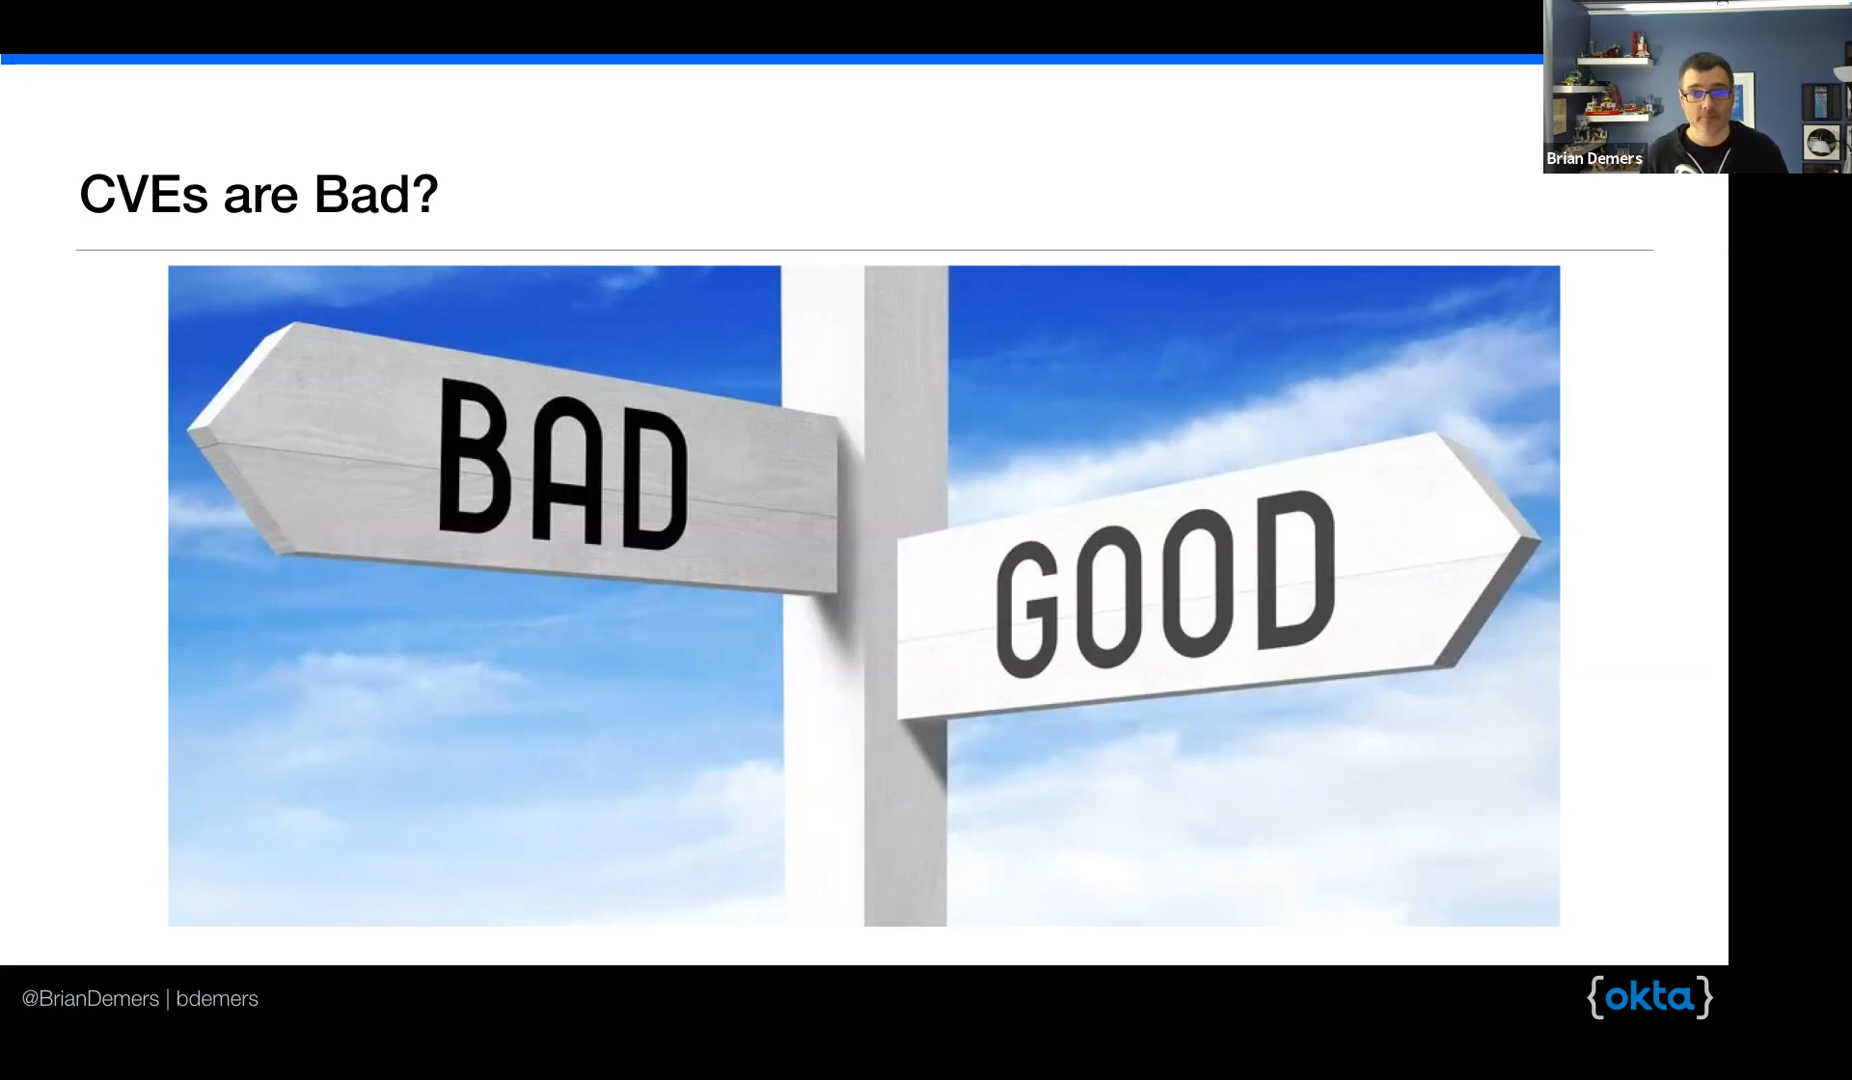 Brian Demers
CVEs are Bad?
BAD
GOOD
@BrianDemers | bdemers
{okta}